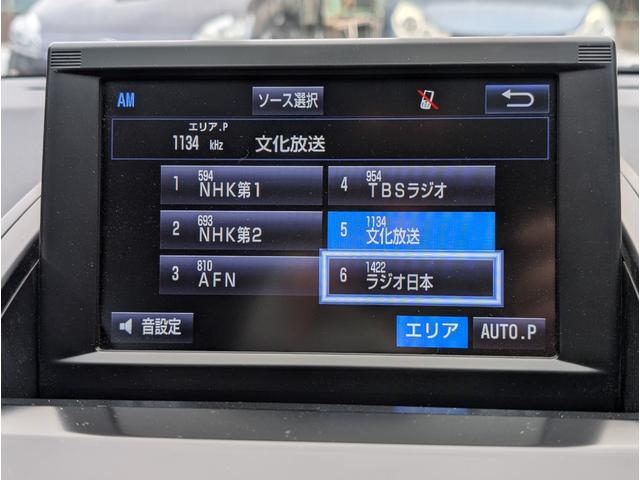 AM ソース選択
エリア.P
1134 kHz 文化放送
1 594 NHK第1
4 954 TBSラジオ
2 693 NHK第2
5 1134 文化放送
3 810 AFN
6 1422 ラジオ日本
音設定 エリア AUTO.P